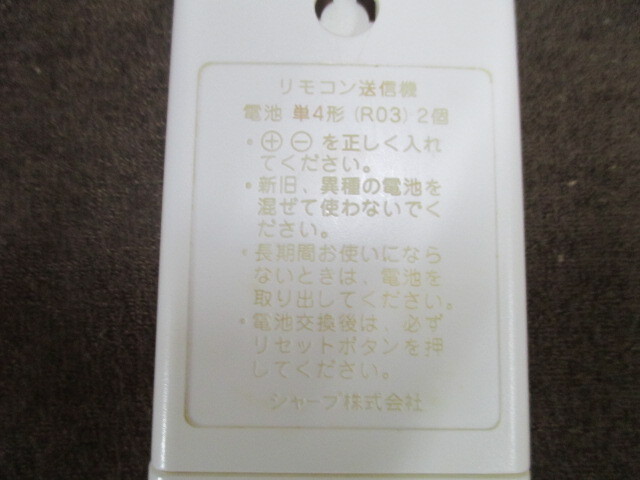 リモコン送信機
電池 単4形 (R03) 2個
・⊕ ⊖ を正しく入れ
てください。
・新旧、異種の電池を
混ぜて使わないでく
ださい。
・長期間お使いになら
ないときは、電池を
取り出してください。
・電池交換後は、必ず
リセットボタンを押
してください。
シャープ株式会社